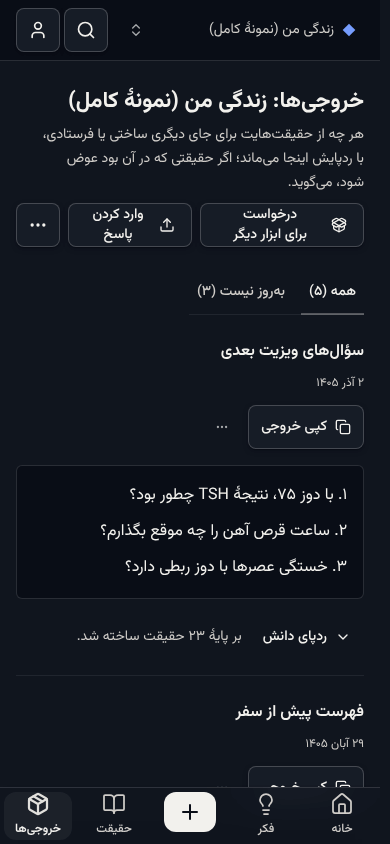 زندگی من (نمونهٔ کامل)
خروجی‌ها: زندگی من (نمونهٔ کامل)
هر چه از حقیقت‌هایت برای جای دیگری ساختی یا فرستادی،
با ردپایش اینجا می‌ماند؛ اگر حقیقتی که در آن بود عوض
شود، می‌گوید.
درخواست
برای ابزار دیگر
وارد کردن
پاسخ
همه (۵)
به‌روز نیست (۳)
سؤال‌های ویزیت بعدی
۲ آذر ۱۴۰۵
کپی خروجی
۱. با دوز ۷۵، نتیجهٔ TSH چطور بود؟
۲. ساعت قرص آهن را چه موقع بگذارم؟
۳. خستگی عصرها با دوز ربطی دارد؟
ردپای دانش
بر پایهٔ ۲۳ حقیقت ساخته شد.
فهرست پیش از سفر
۲۹ آبان ۱۴۰۵
کپی خروجی
خانه
فکر
حقیقت
خروجی‌ها